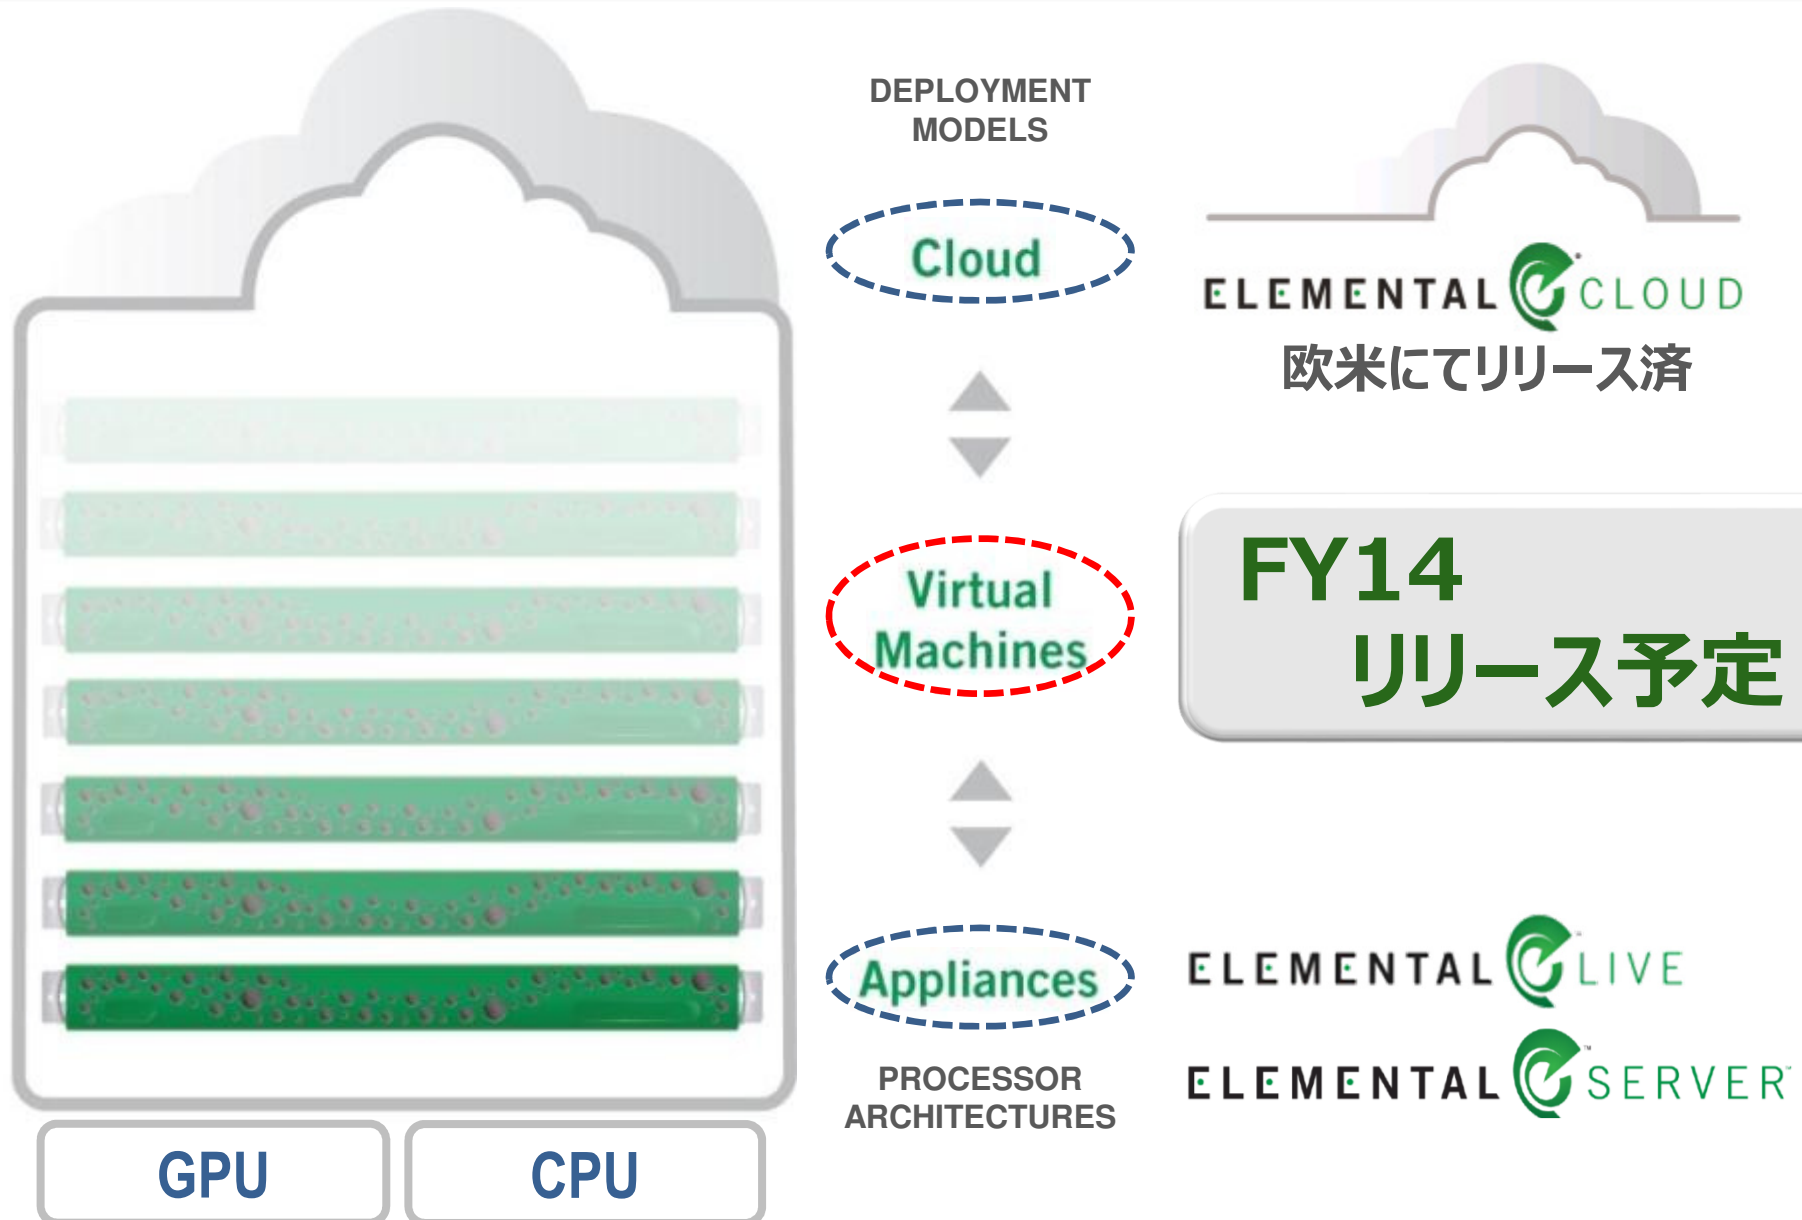 DEPLOYMENT
MODELS
Cloud
ELEMENTAL CLOUD
欧米にてリリース済
Virtual
Machines
FY14
リリース予定
Appliances
ELEMENTAL LIVE
ELEMENTAL SERVER
PROCESSOR
ARCHITECTURES
GPU
CPU